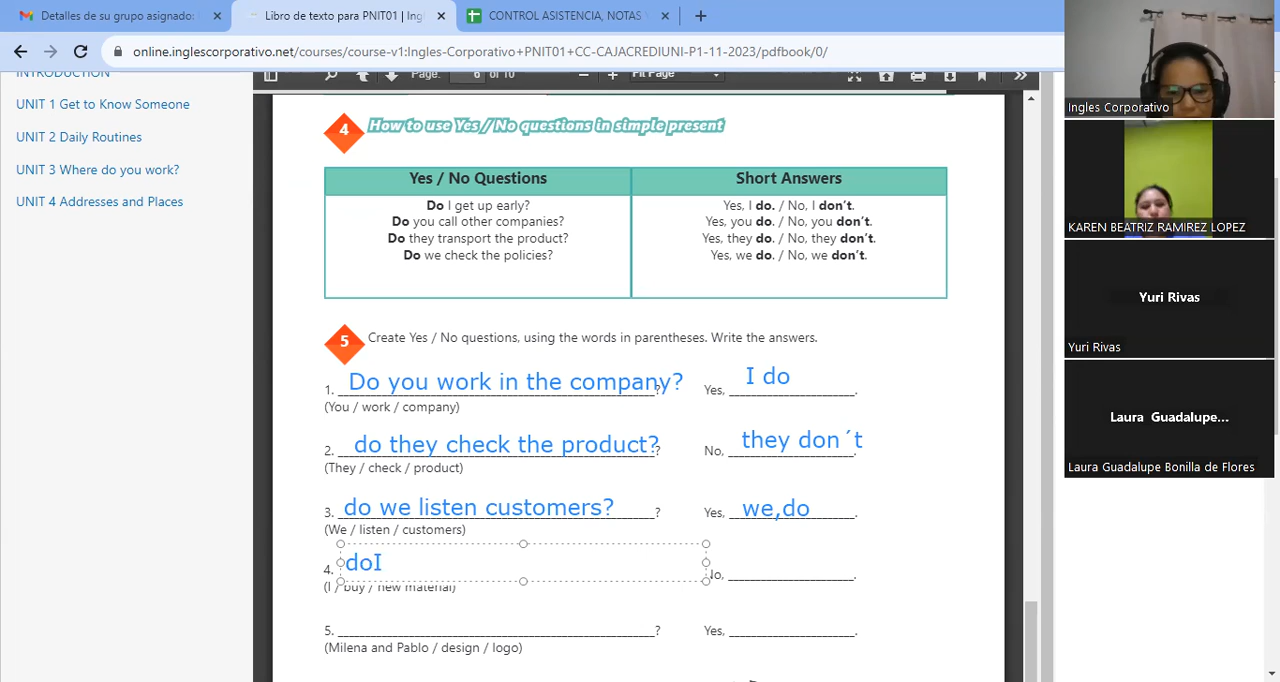 Detalles de su grupo asignado:
Libro de texto para PNIT01 | Ing
CONTROL ASISTENCIA, NOTAS
online.inglescorporativo.net/courses/course-v1:Ingles-Corporativo+PNIT01+CC-CAJACREDIUNI-P1-11-2023/pdfbook/0/
INTRODUCTION
UNIT 1 Get to Know Someone
UNIT 2 Daily Routines
UNIT 3 Where do you work?
UNIT 4 Addresses and Places
Page: 6 of 10
Fit Page
4 How to use Yes / No questions in simple present
Yes / No Questions
Short Answers
Do I get up early?
Yes, I do. / No, I don't.
Do you call other companies?
Yes, you do. / No, you don't.
Do they transport the product?
Yes, they do. / No, they don't.
Do we check the policies?
Yes, we do. / No, we don't.
5 Create Yes / No questions, using the words in parentheses. Write the answers.
1. Do you work in the company? ? Yes, I do .
(You / work / company)
2. do they check the product? ? No, they don´t .
(They / check / product)
3. do we listen customers? ? Yes, we,do .
(We / listen / customers)
4. doI No, .
(I / buy / new material)
5. ? Yes, .
(Milena and Pablo / design / logo)
Ingles Corporativo
KAREN BEATRIZ RAMIREZ LOPEZ
Yuri Rivas
Yuri Rivas
Laura Guadalupe...
Laura Guadalupe Bonilla de Flores